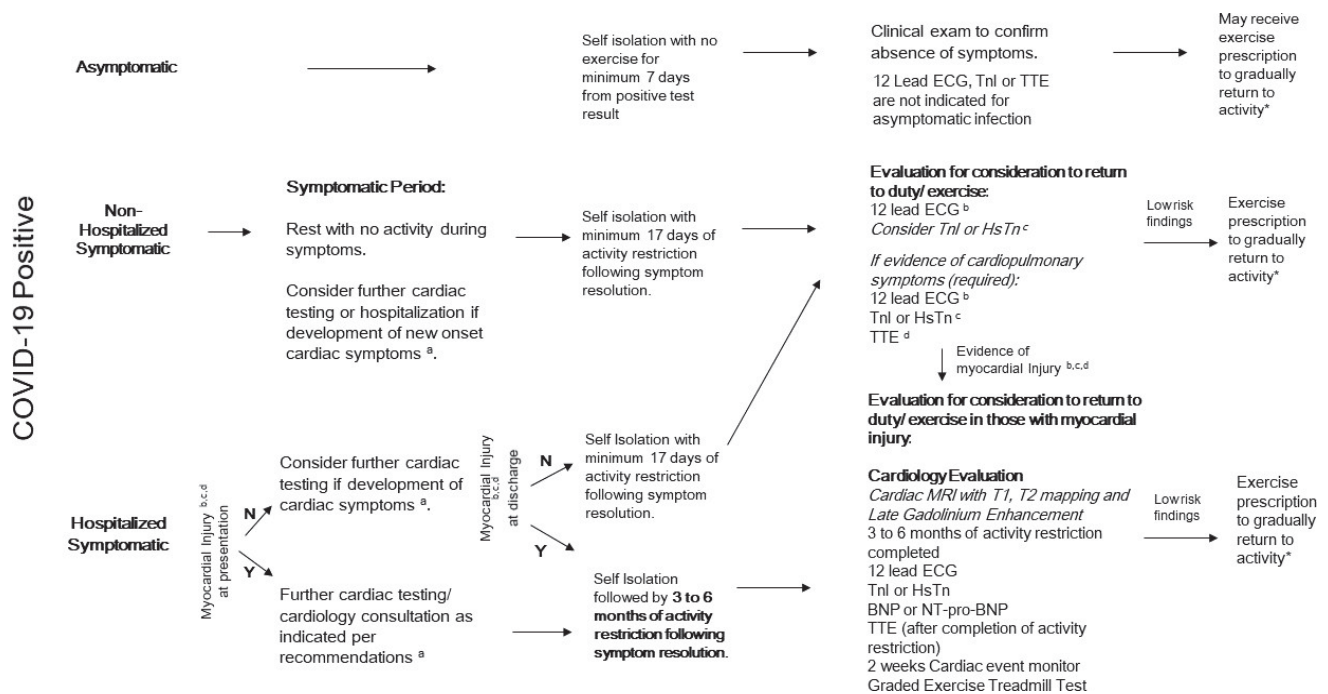 COVID-19 Positive
Asymptomatic
Self isolation with no
exercise for
minimum 7 days
from positive test
result
Clinical exam to confirm
absence of symptoms.
12 Lead ECG, TnI or TTE
are not indicated for
asymptomatic infection
May receive
exercise
prescription
to gradually
return to
activity*
Non-
Hospitalized
Symptomatic
Symptomatic Period:
Rest with no activity during
symptoms.
Consider further cardiac
testing or hospitalization if
development of new onset
cardiac symptoms a.
Self isolation with
minimum 17 days of
activity restriction
following symptom
resolution.
Evaluation for consideration to return
to duty/ exercise:
12 lead ECG b
Consider TnI or HsTn c
If evidence of cardiopulmonary
symptoms (required):
12 lead ECG b
TnI or HsTn c
TTE d
Low risk
findings
Exercise
prescription
to gradually
return to
activity*
Evidence of
myocardial Injury b,c,d
Hospitalized
Symptomatic
Myocardial Injury b,c,d
at presentation
N
Y
Consider further cardiac
testing if development of
cardiac symptoms a.
Further cardiac testing/
cardiology consultation as
indicated per
recommendations a
Myocardial Injury
b,c,d
at discharge
N
Y
Self Isolation with
minimum 17 days of
activity restriction
following symptom
resolution.
Self Isolation
followed by 3 to 6
months of activity
restriction following
symptom resolution.
Evaluation for consideration to return to
duty/ exercise in those with myocardial
injury:
Cardiology Evaluation
Cardiac MRI with T1, T2 mapping and
Late Gadolinium Enhancement
3 to 6 months of activity restriction
completed
12 lead ECG
TnI or HsTn
BNP or NT-pro-BNP
TTE (after completion of activity
restriction)
2 weeks Cardiac event monitor
Graded Exercise Treadmill Test
Low risk
findings
Exercise
prescription
to gradually
return to
activity*